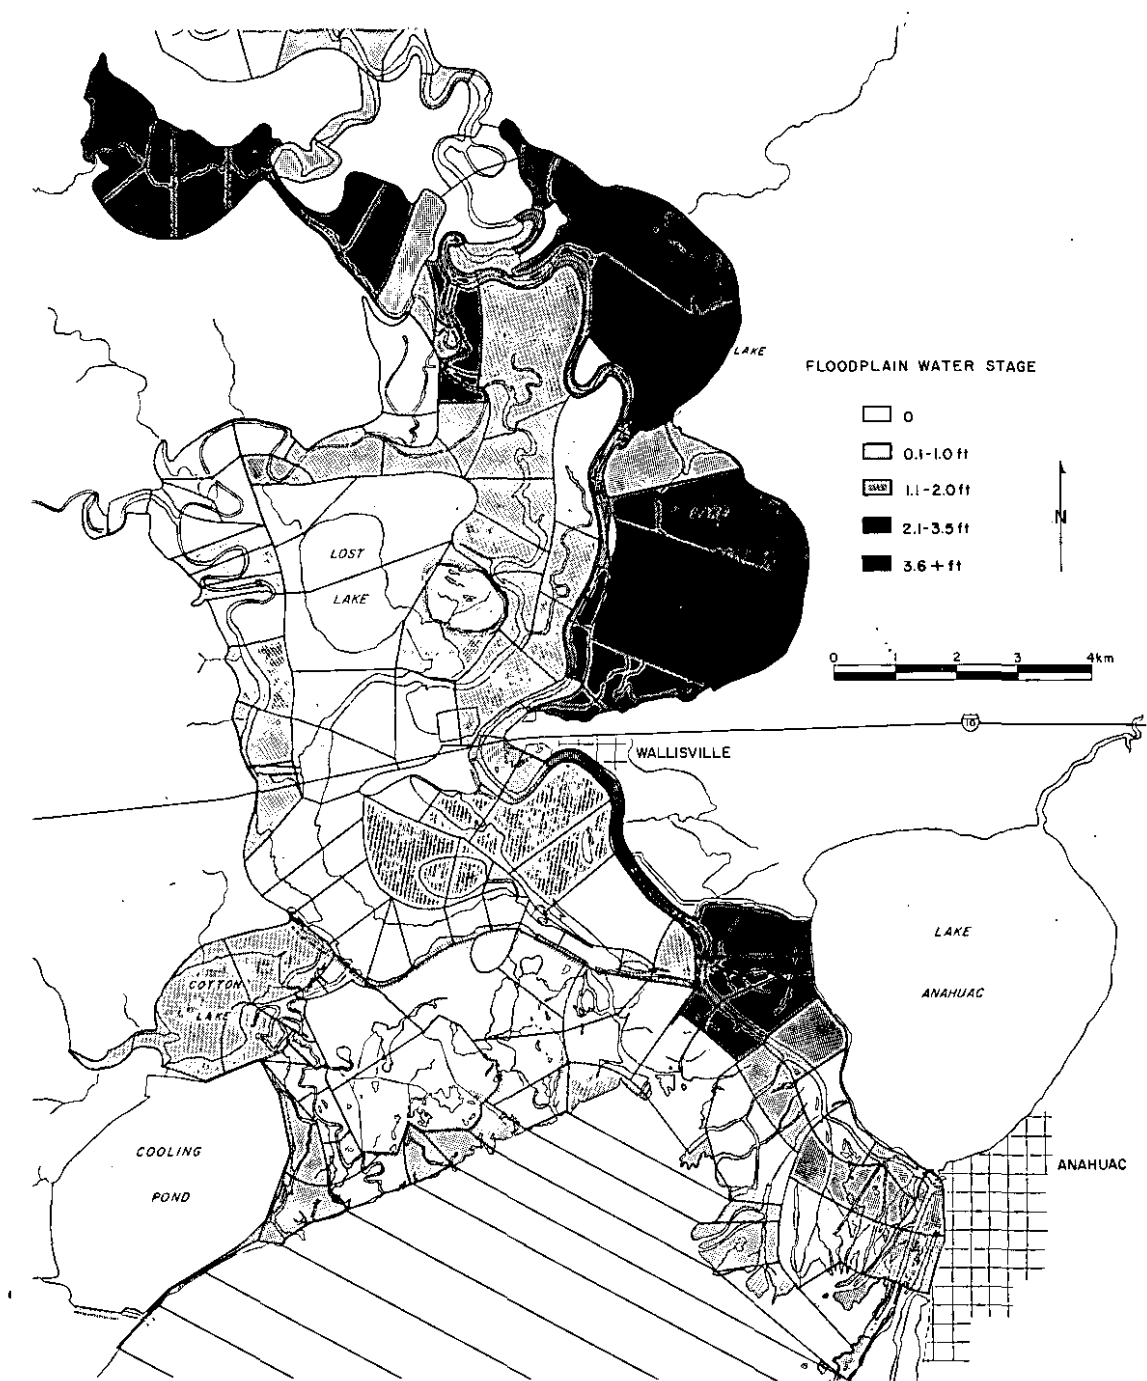 LAKE
FLOODPLAIN WATER STAGE
0
0.1-1.0 ft
1.1-2.0 ft
2.1-3.5 ft
3.6 + ft
N
0 1 2 3 4 km
LOST
LAKE
10
WALLISVILLE
LAKE
ANAHUAC
COTTON
LAKE
COOLING
POND
ANAHUAC